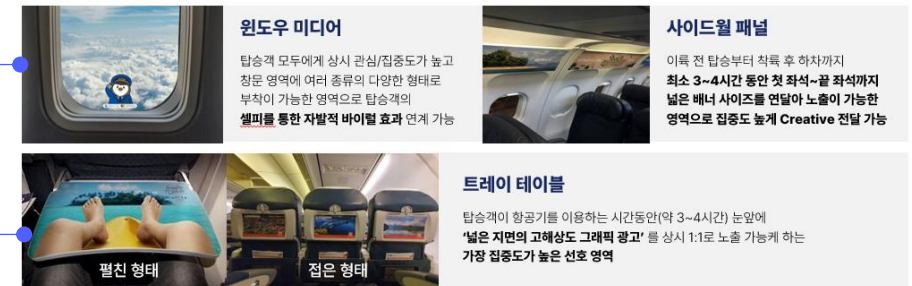 윈도우 미디어
탑승객 모두에게 상시 관심/집중도가 높고
창문 영역에 여러 종류의 다양한 형태로
부착이 가능한 영역으로 탑승객의
셀피를 통한 자발적 바이럴 효과 연계 가능
사이드월 패널
이륙 전 탑승부터 착륙 후 하차까지
최소 3~4시간 동안 첫 좌석~끝 좌석까지
넓은 배너 사이즈를 연달아 노출이 가능한
영역으로 집중도 높게 Creative 전달 가능
펼친 형태
접은 형태
트레이 테이블
탑승객이 항공기를 이용하는 시간동안(약 3~4시간) 눈앞에
‘넓은 지면의 고해상도 그래픽 광고’ 를 상시 1:1로 노출 가능케 하는
가장 집중도가 높은 선호 영역